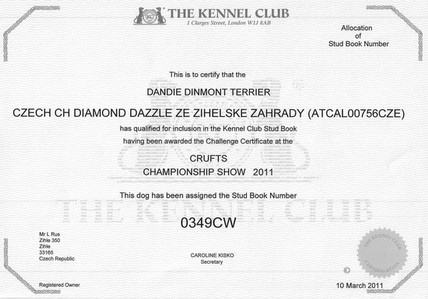 THE KENNEL CLUB
1 Clarges Street, London W1J 8AB
Allocation
of
Stud Book Number
This is to certify that the
DANDIE DINMONT TERRIER
CZECH CH DIAMOND DAZZLE ZE ZIHELSKE ZAHRADY (ATCAL00756CZE)
has qualified for inclusion in the Kennel Club Stud Book
having been awarded the Challenge Certificate at the
CRUFTS
CHAMPIONSHIP SHOW 2011
This dog has been assigned the Stud Book Number
THE KENNEL CLUB
0349CW
Mr L Rus
Zihle 350
Zihle
33165
Czech Republic
CAROLINE KISKO
Secretary
Registered Owner
©
10 March 2011